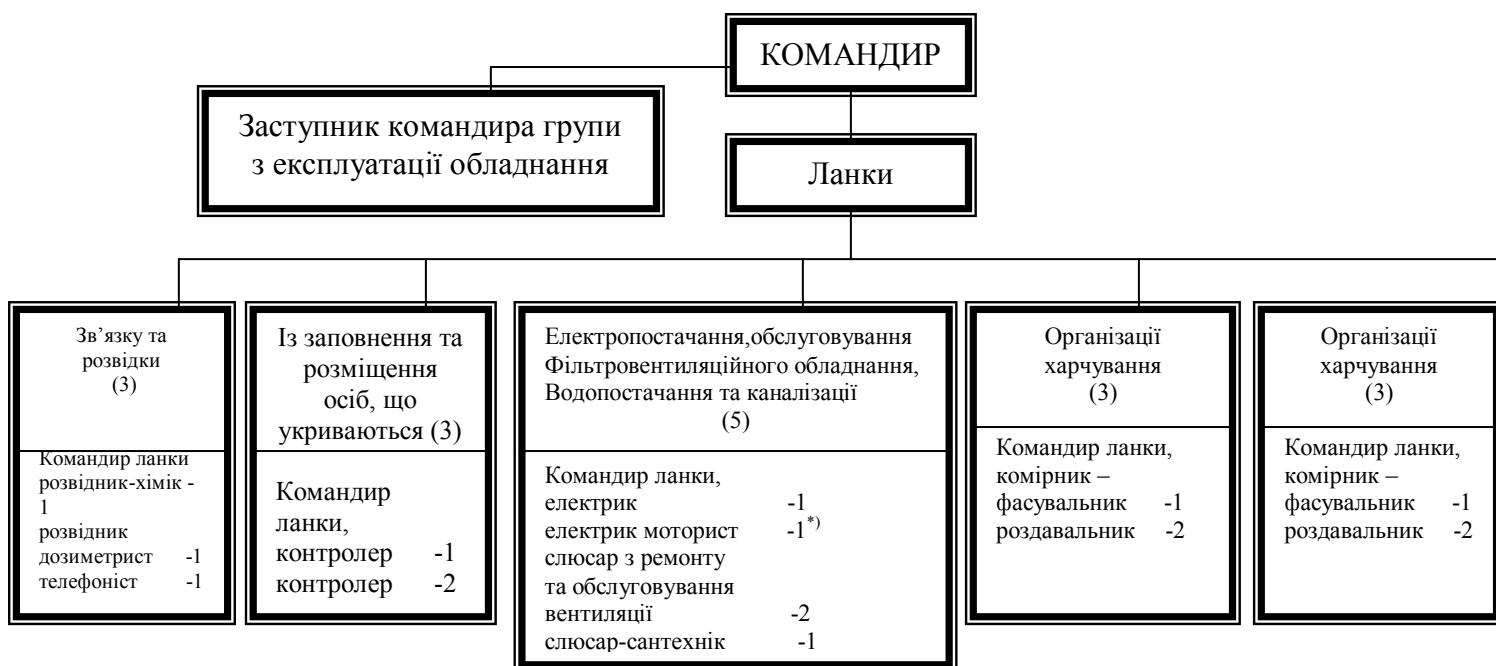 КОМАНДИР
Заступник командира групи
з експлуатації обладнання
Ланки
Зв’язку та
розвідки
(3)
Командир ланки
розвідник-хімік -
1
розвідник
дозиметрист -1
телефоніст -1
Із заповнення та
розміщення
осіб, що
укриваються (3)
Командир
ланки,
контролер -1
контролер -2
Електропостачання,обслуговування
Фільтровентиляційного обладнання,
Водопостачання та каналізації
(5)
Командир ланки,
електрик -1
електрик моторист -1*)
слюсар з ремонту
та обслуговування
вентиляції -2
слюсар-сантехнік -1
Організації
харчування
(3)
Командир ланки,
комірник –
фасувальник -1
роздавальник -2
Організації
харчування
(3)
Командир ланки,
комірник –
фасувальник -1
роздавальник -2